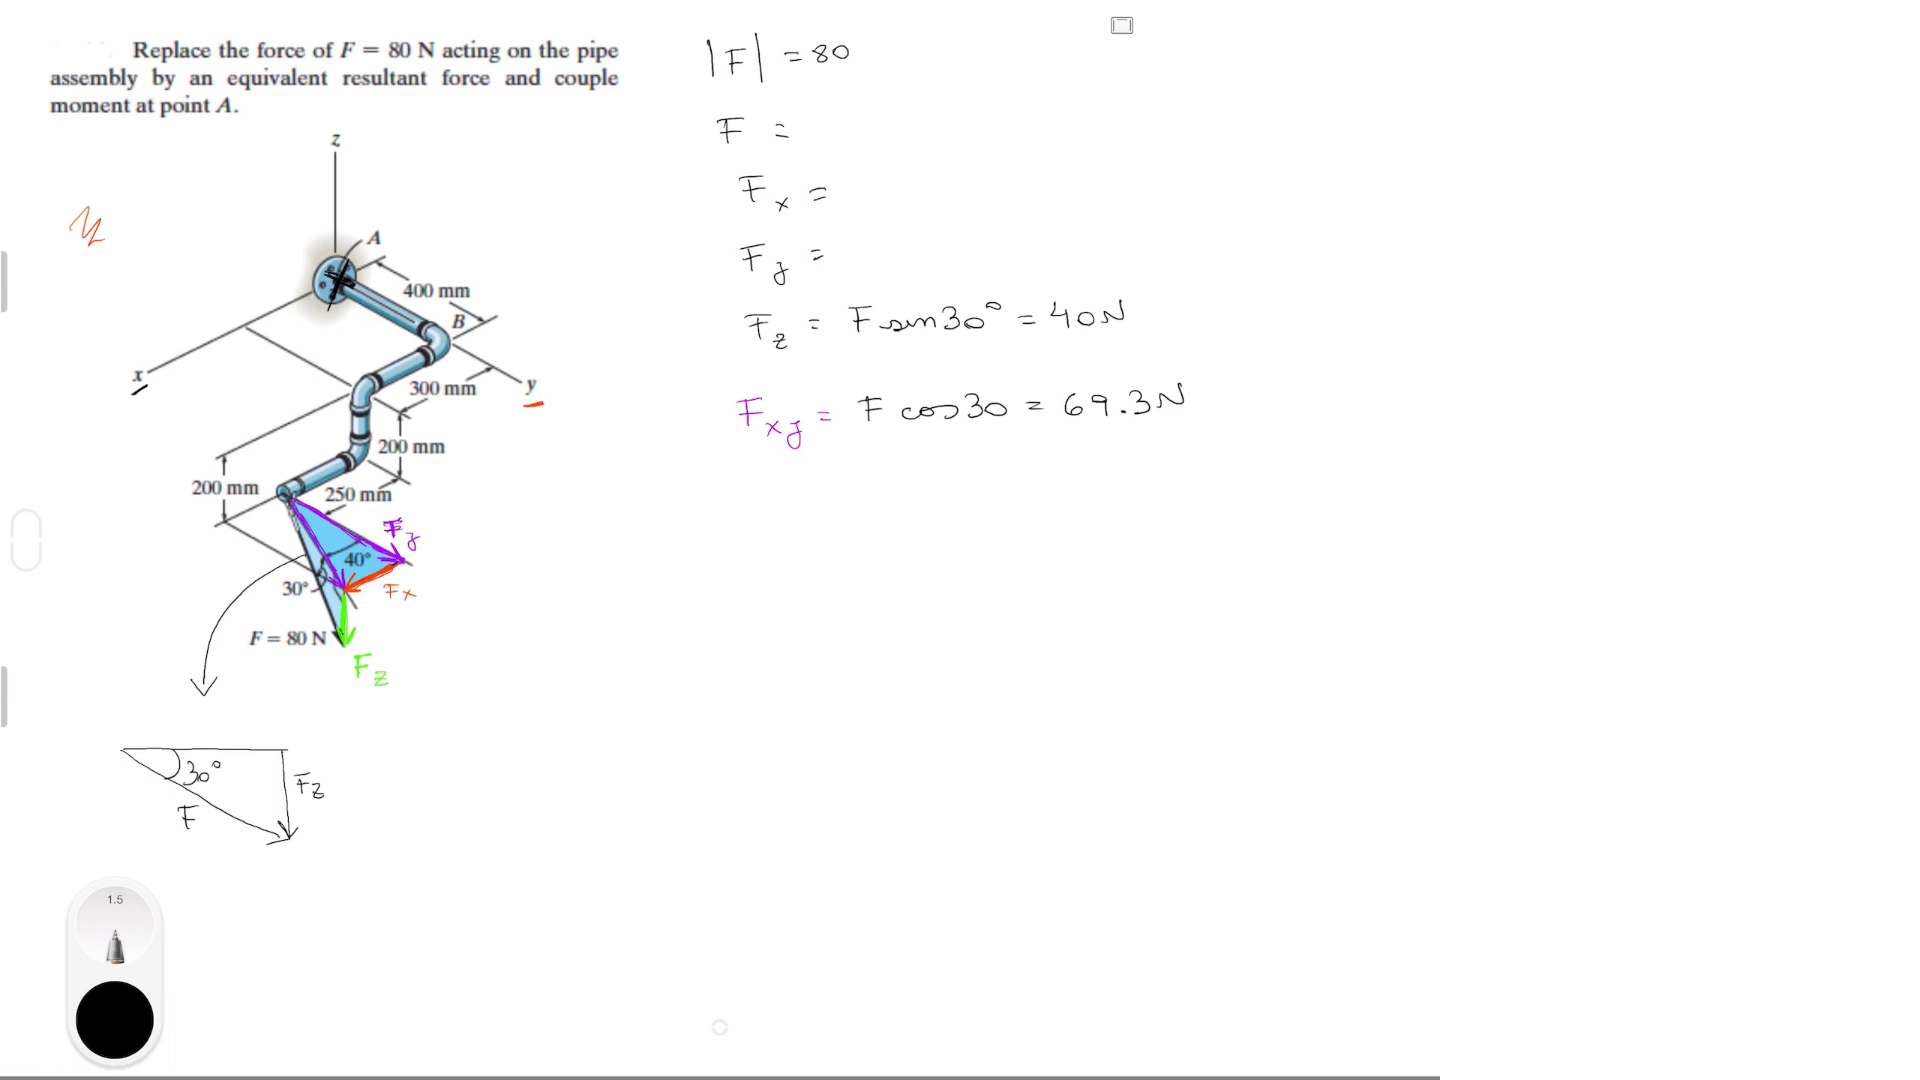 Replace the force of F = 80 N acting on the pipe
assembly by an equivalent resultant force and couple
moment at point A.
z
A
400 mm
B
x
300 mm
y
200 mm
200 mm
250 mm
Fy
40°
30°
Fx
F = 80 N
Fz
30°
Fz
F
1.5
|F| = 80
F =
Fx =
Fy =
Fz = F sin30° = 40N
Fxy = F cos30 = 69.3N